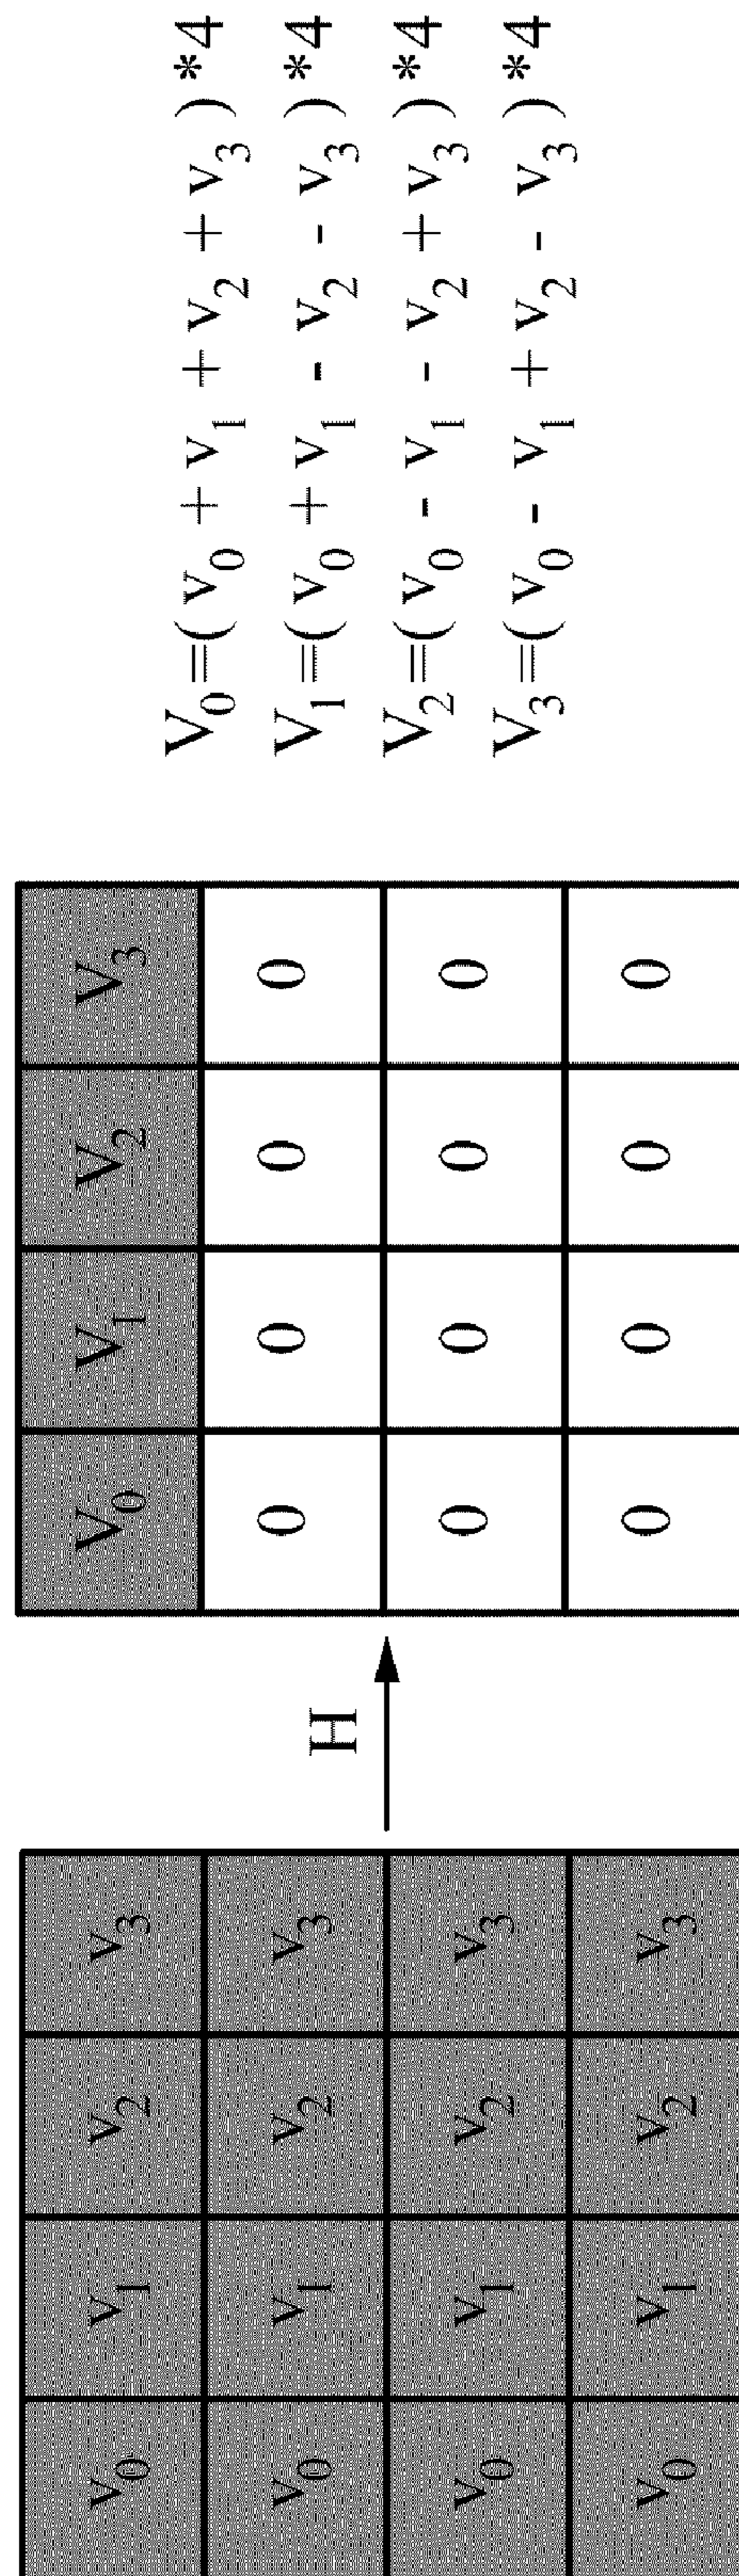 v0 v1 v2 v3
v0 v1 v2 v3
v0 v1 v2 v3
v0 v1 v2 v3
H
V0 V1 V2 V3
0 0 0 0
0 0 0 0
0 0 0 0
V0=( v0 + v1 + v2 + v3 )*4
V1=( v0 + v1 - v2 - v3 )*4
V2=( v0 - v1 - v2 + v3 )*4
V3=( v0 - v1 + v2 - v3 )*4